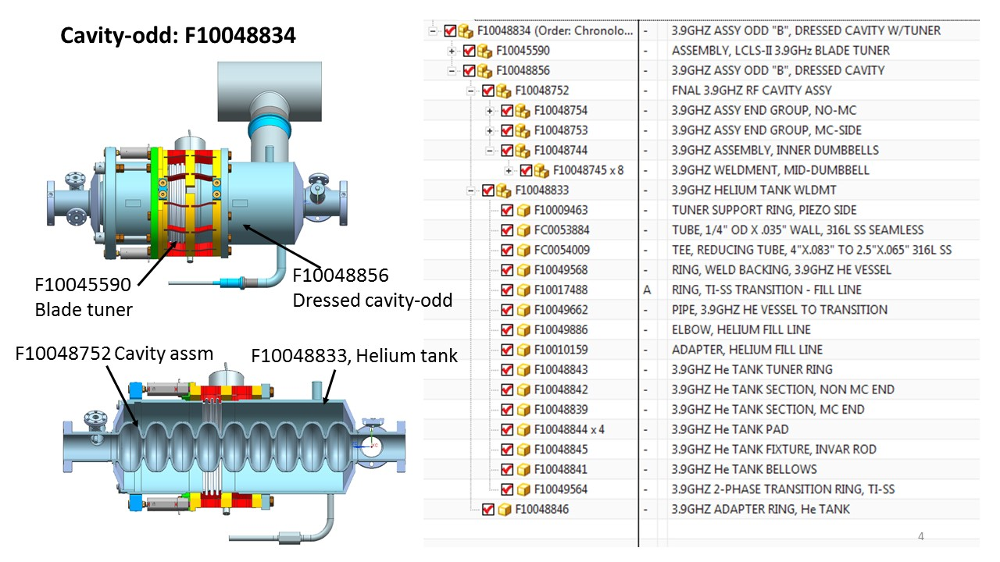 Cavity-odd: F10048834
F10045590
Blade tuner
F10048856
Dressed cavity-odd
F10048752 Cavity assm
F10048833, Helium tank
F10048834 (Order: Chronolo... - 3.9GHZ ASSY ODD "B", DRESSED CAVITY W/TUNER
F10045590 - ASSEMBLY, LCLS-II 3.9GHz BLADE TUNER
F10048856 - 3.9GHZ ASSY ODD "B", DRESSED CAVITY
F10048752 - FNAL 3.9GHZ RF CAVITY ASSY
F10048754 - 3.9GHZ ASSY END GROUP, NO-MC
F10048753 - 3.9GHZ ASSY END GROUP, MC-SIDE
F10048744 - 3.9GHZ ASSEMBLY, INNER DUMBBELLS
F10048745 x 8 - 3.9GHZ WELDMENT, MID-DUMBBELL
F10048833 - 3.9GHZ HELIUM TANK WLDMT
F10009463 - TUNER SUPPORT RING, PIEZO SIDE
FC0053884 - TUBE, 1/4" OD X .035" WALL, 316L SS SEAMLESS
FC0054009 - TEE, REDUCING TUBE, 4"X.083" TO 2.5"X.065" 316L SS
F10049568 - RING, WELD BACKING, 3.9GHZ HE VESSEL
F10017488 A RING, TI-SS TRANSITION - FILL LINE
F10049662 - PIPE, 3.9GHZ HE VESSEL TO TRANSITION
F10049886 - ELBOW, HELIUM FILL LINE
F10010159 - ADAPTER, HELIUM FILL LINE
F10048843 - 3.9GHZ He TANK TUNER RING
F10048842 - 3.9GHZ He TANK SECTION, NON MC END
F10048839 - 3.9GHZ He TANK SECTION, MC END
F10048844 x 4 - 3.9GHZ He TANK PAD
F10048845 - 3.9GHZ He TANK FIXTURE, INVAR ROD
F10048841 - 3.9GHZ He TANK BELLOWS
F10049564 - 3.9GHZ 2-PHASE TRANSITION RING, TI-SS
F10048846 - 3.9GHZ ADAPTER RING, He TANK
4